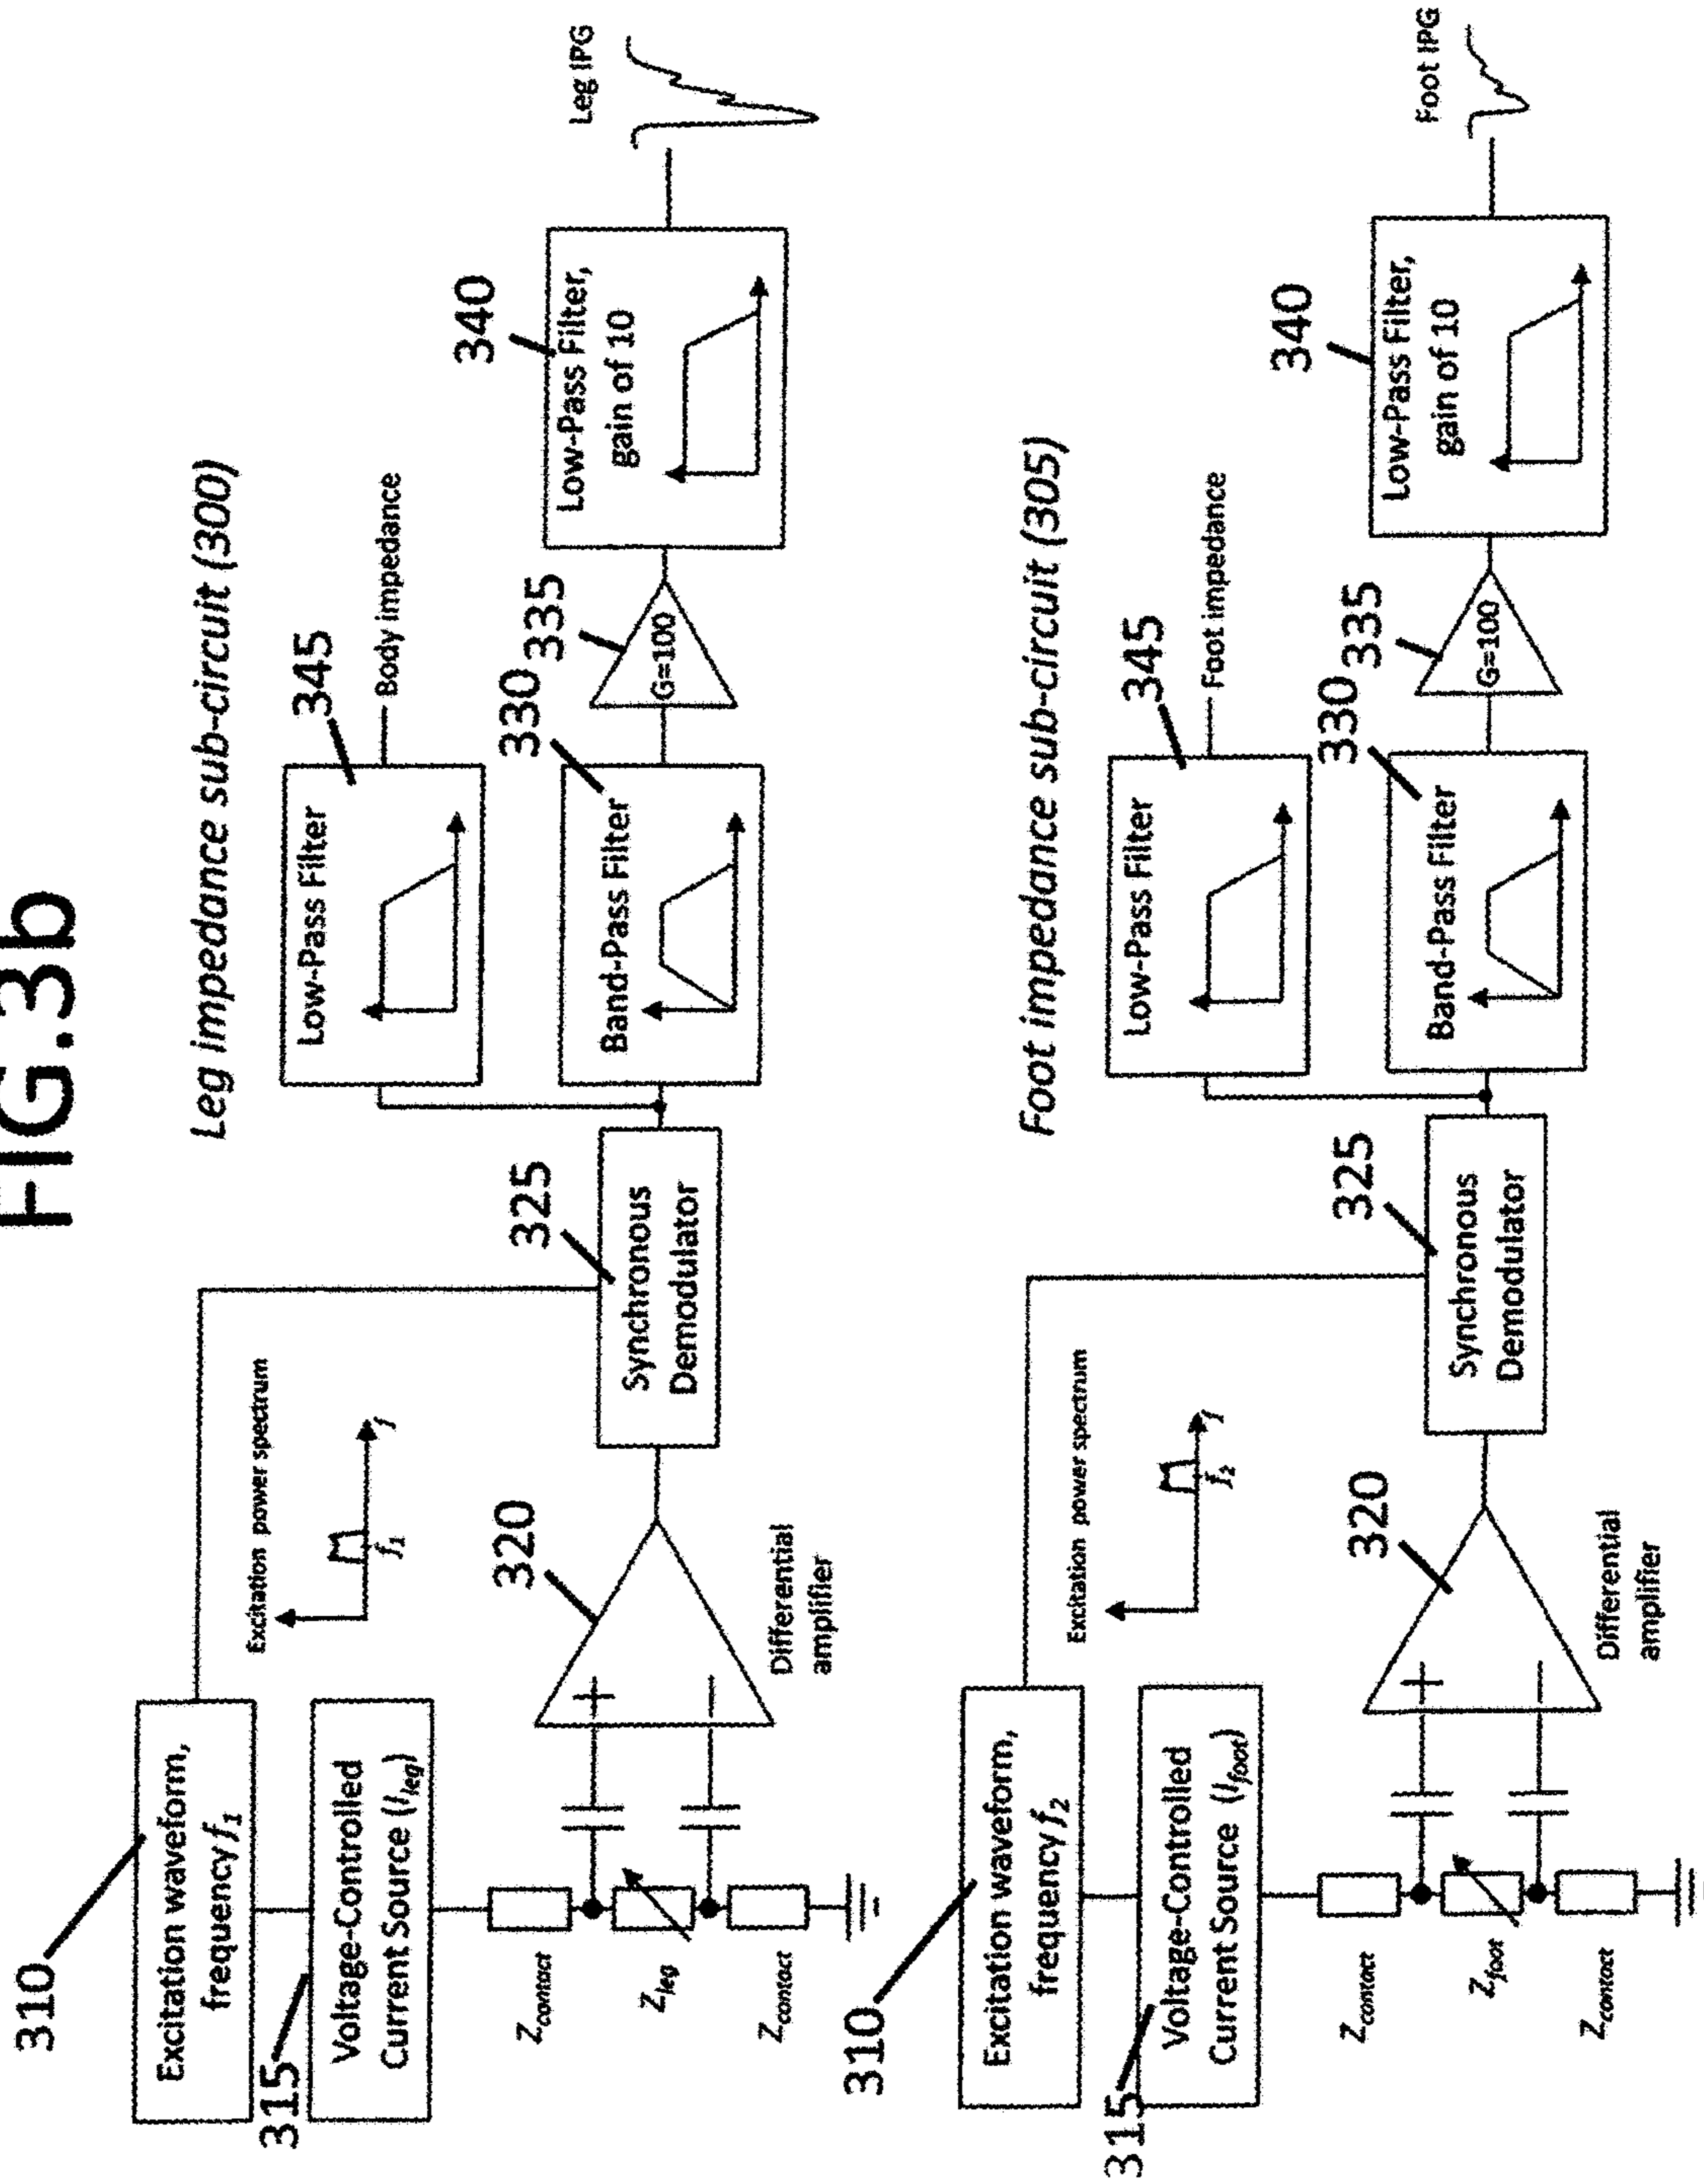 FIG.3b
Leg impedance sub-circuit (300)
310
Excitation waveform,
frequency f1
315
Voltage-Controlled
Current Source (Ileg)
Excitation power spectrum
f1
f
Zcontact
Zleg
Zcontact
320
Differential
amplifier
325
Synchronous
Demodulator
345
Low-Pass Filter
Body impedance
330
Band-Pass Filter
335
G=100
340
Low-Pass Filter,
gain of 10
Leg IPG
Foot impedance sub-circuit (305)
310
Excitation waveform,
frequency f2
315
Voltage-Controlled
Current Source (Ifoot)
Excitation power spectrum
f2
f
Zcontact
Zfoot
Zcontact
320
Differential
amplifier
325
Synchronous
Demodulator
345
Low-Pass Filter
Foot impedance
330
Band-Pass Filter
335
G=100
340
Low-Pass Filter,
gain of 10
Foot IPG